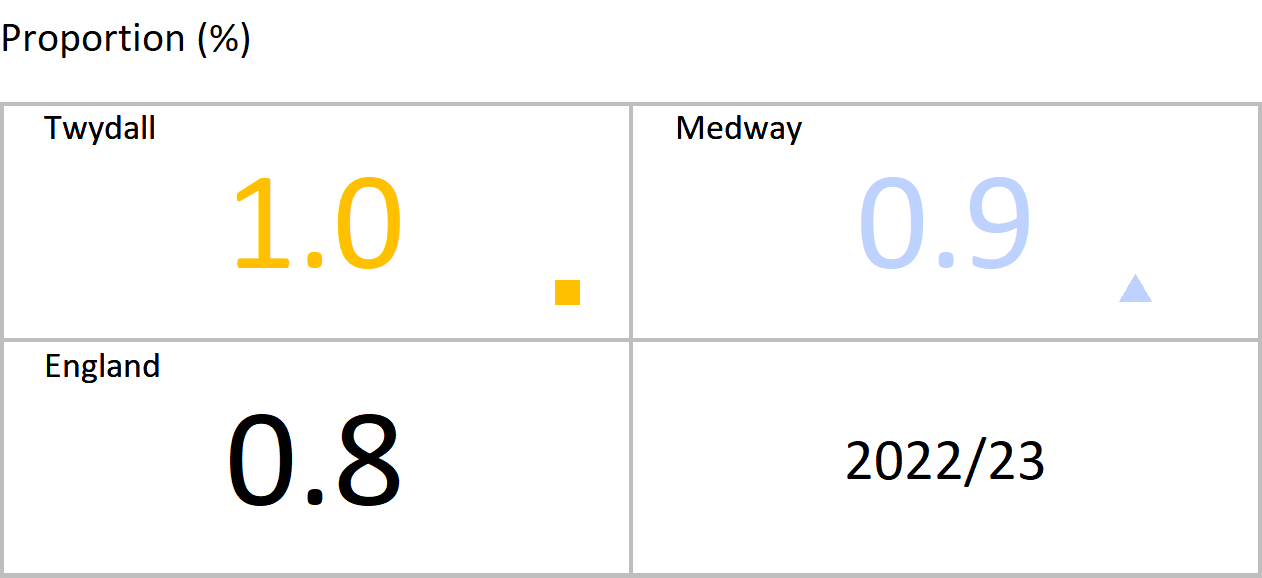 Proportion (%)
Twydall
Medway
1.0
0.9
England
0.8
2022/23